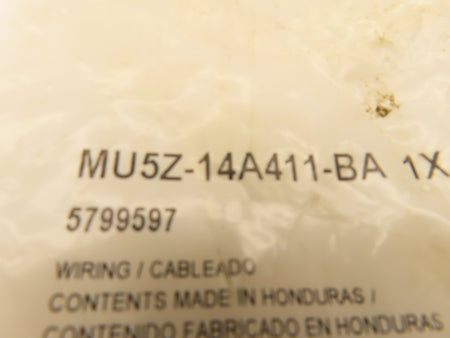 MU5Z-14A411-BA 1X
5799597
WIRING / CABLEADO
CONTENTS MADE IN HONDURAS /
CONTENIDO FABRICADO EN HONDURAS